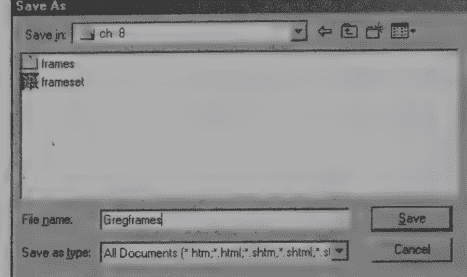 Save As
Save in: ch 8
frames
frameset
File name: Gregframes
Save
Save as type: All Documents (*.htm;*.html;*.shtm;*.shtml;*.sl
Cancel